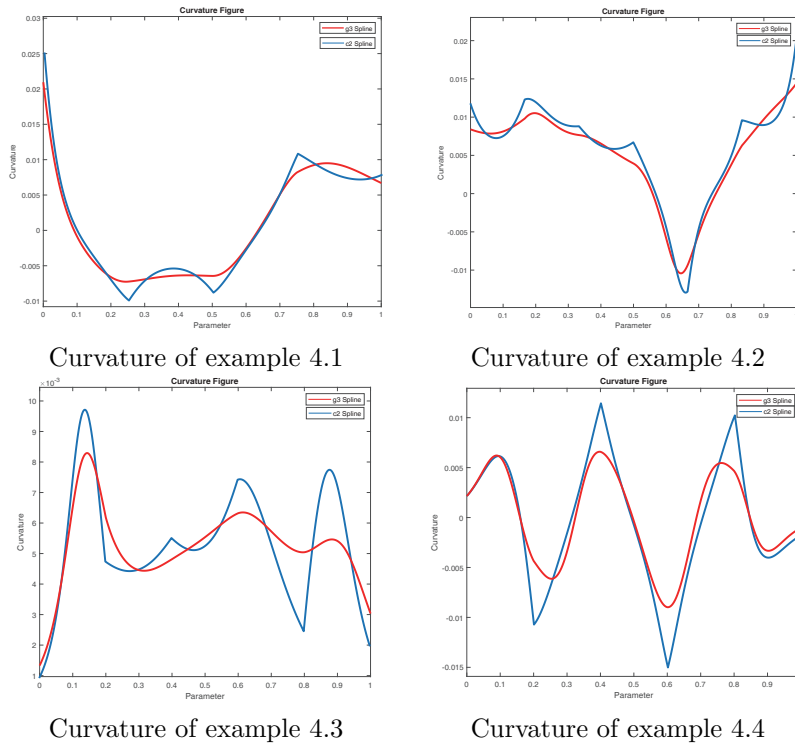 Curvature Figure
g3 Spline
c2 Spline
0.025
0.02
0.015
0.01
0.005
0
-0.005
-0.01
Curvature
0 0.1 0.2 0.3 0.4 0.5 0.6 0.7 0.8 0.9 1
Parameter
Curvature of example 4.1
Curvature Figure
g3 Spline
c2 Spline
0.02
0.015
0.01
0.005
0
-0.005
-0.01
Curvature
0 0.1 0.2 0.3 0.4 0.5 0.6 0.7 0.8 0.9
Parameter
Curvature of example 4.2
×10⁻³
Curvature Figure
g3 Spline
c2 Spline
10
9
8
7
6
5
4
3
2
1
Curvature
0 0.1 0.2 0.3 0.4 0.5 0.6 0.7 0.8 0.9 1
Parameter
Curvature of example 4.3
Curvature Figure
g3 Spline
c2 Spline
0.01
0.005
0
-0.005
-0.01
-0.015
Curvature
0 0.1 0.2 0.3 0.4 0.5 0.6 0.7 0.8 0.9
Parameter
Curvature of example 4.4